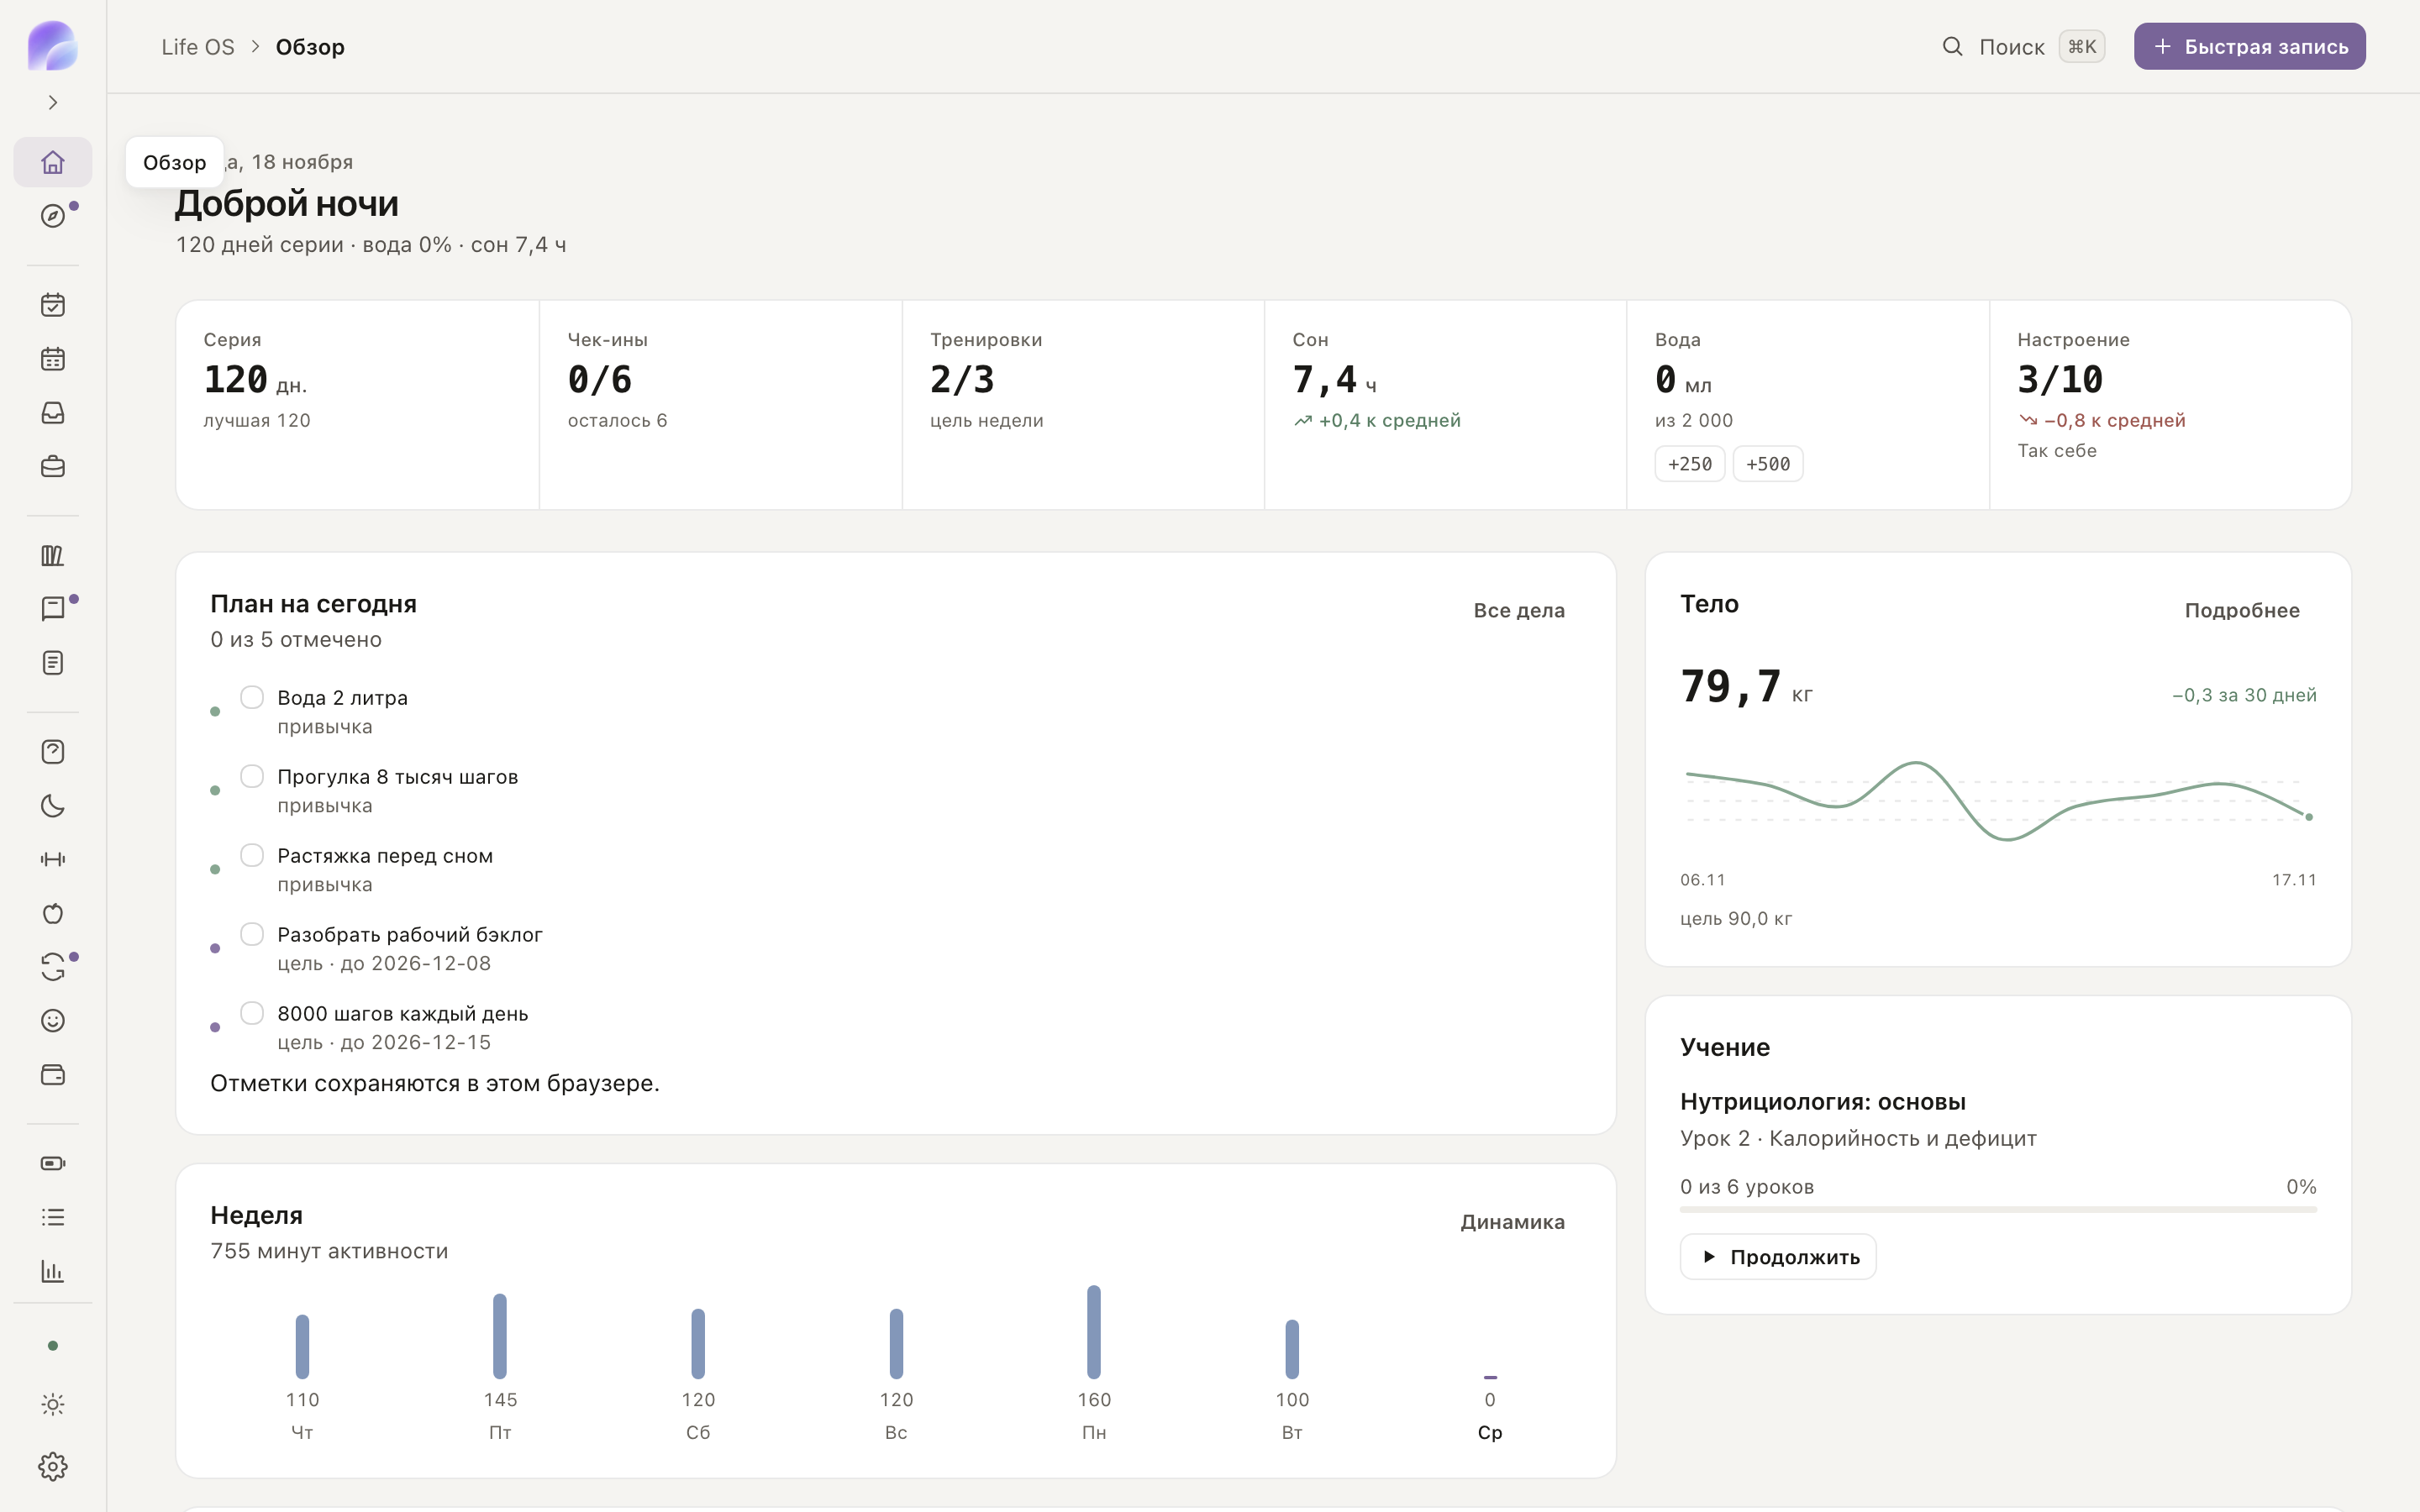 Life OS
Обзор
Поиск
⌘K
Быстрая запись
Обзор
18 ноября
Доброй ночи
120 дней серии · вода 0% · сон 7,4 ч
Серия
120 дн.
лучшая 120
Чек-ины
0/6
осталось 6
Тренировки
2/3
цель недели
Сон
7,4 ч
+0,4 к средней
Вода
0 мл
из 2 000
+250
+500
Настроение
3/10
−0,8 к средней
Так себе
План на сегодня
Все дела
0 из 5 отмечено
Вода 2 литра
привычка
Прогулка 8 тысяч шагов
привычка
Растяжка перед сном
привычка
Разобрать рабочий бэклог
цель · до 2026-12-08
8000 шагов каждый день
цель · до 2026-12-15
Отметки сохраняются в этом браузере.
Тело
Подробнее
79,7 кг
−0,3 за 30 дней
06.11
17.11
цель 90,0 кг
Учение
Нутрициология: основы
Урок 2 · Калорийность и дефицит
0 из 6 уроков
0%
Продолжить
Неделя
Динамика
755 минут активности
110 145 120 120 160 100 0
Чт Пт Сб Вс Пн Вт Ср